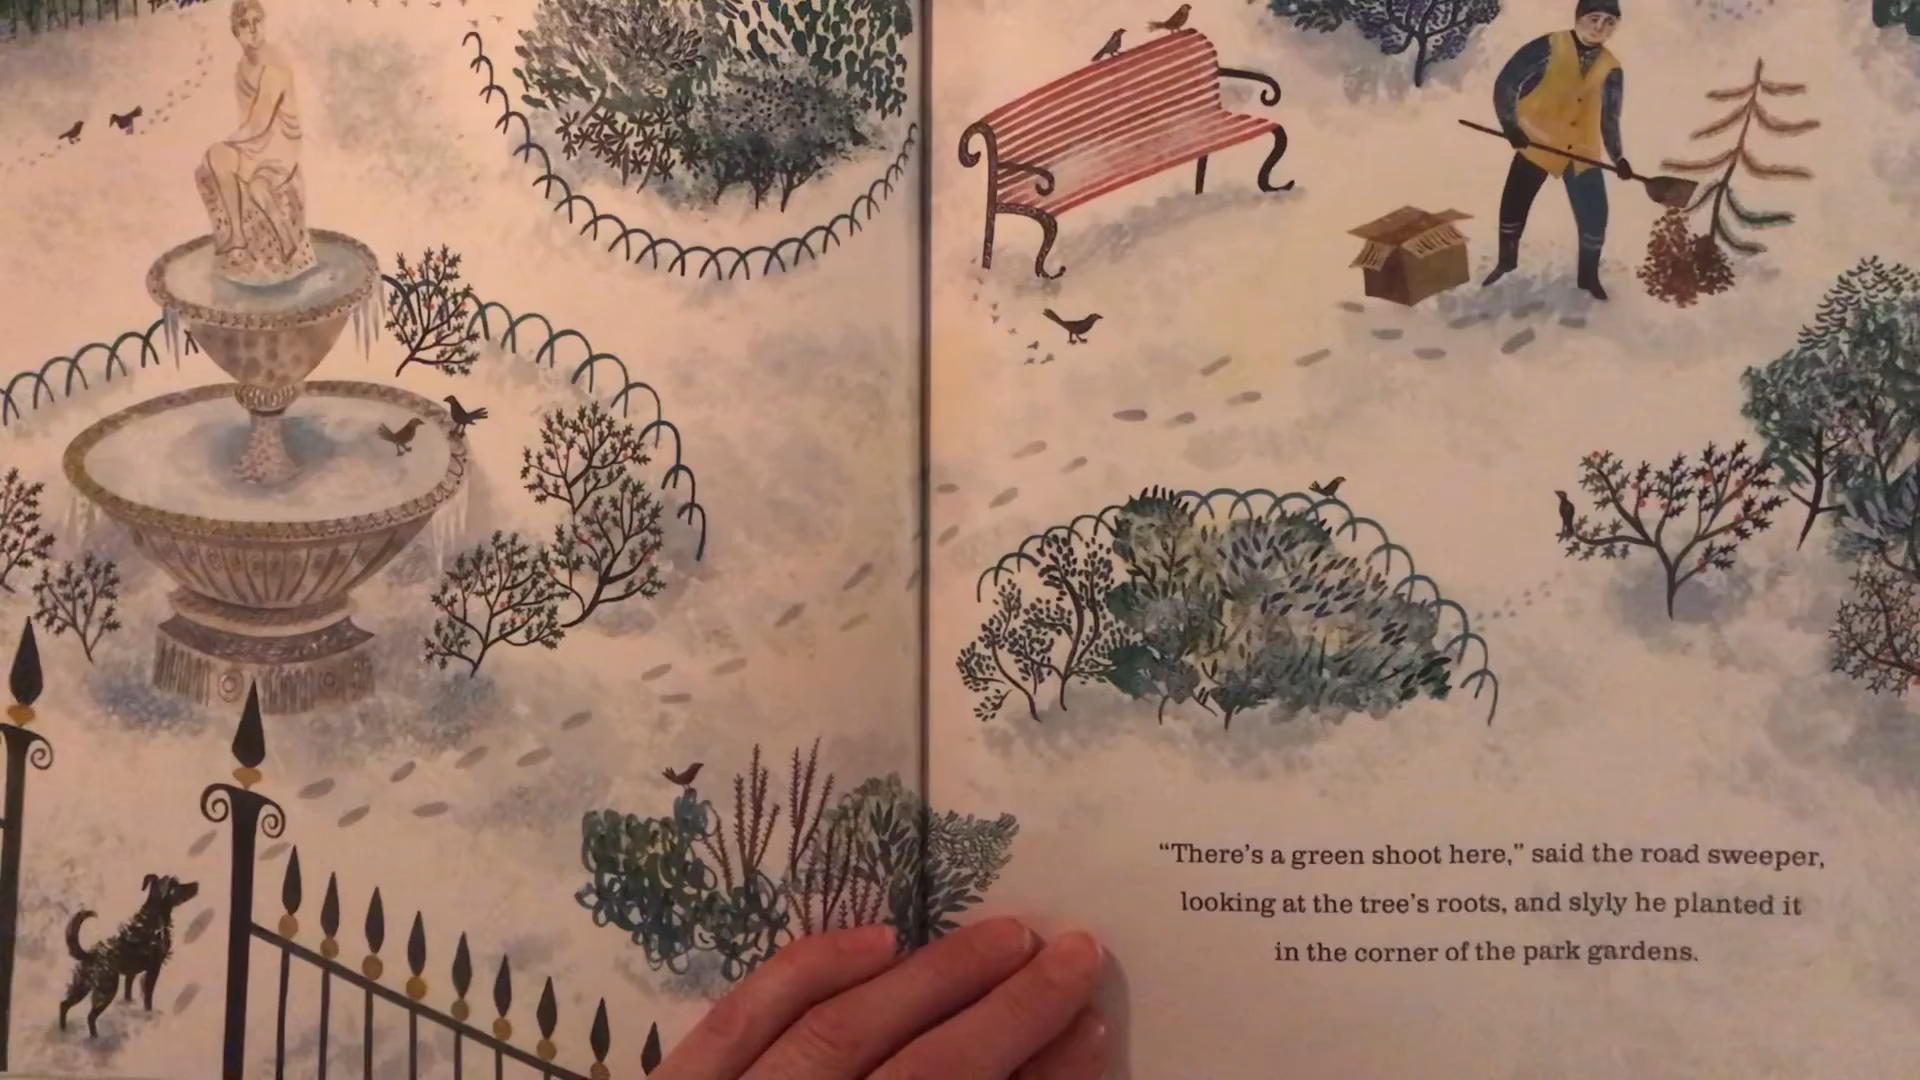 “There’s a green shoot here,” said the road sweeper,
looking at the tree’s roots, and slyly he planted it
in the corner of the park gardens.